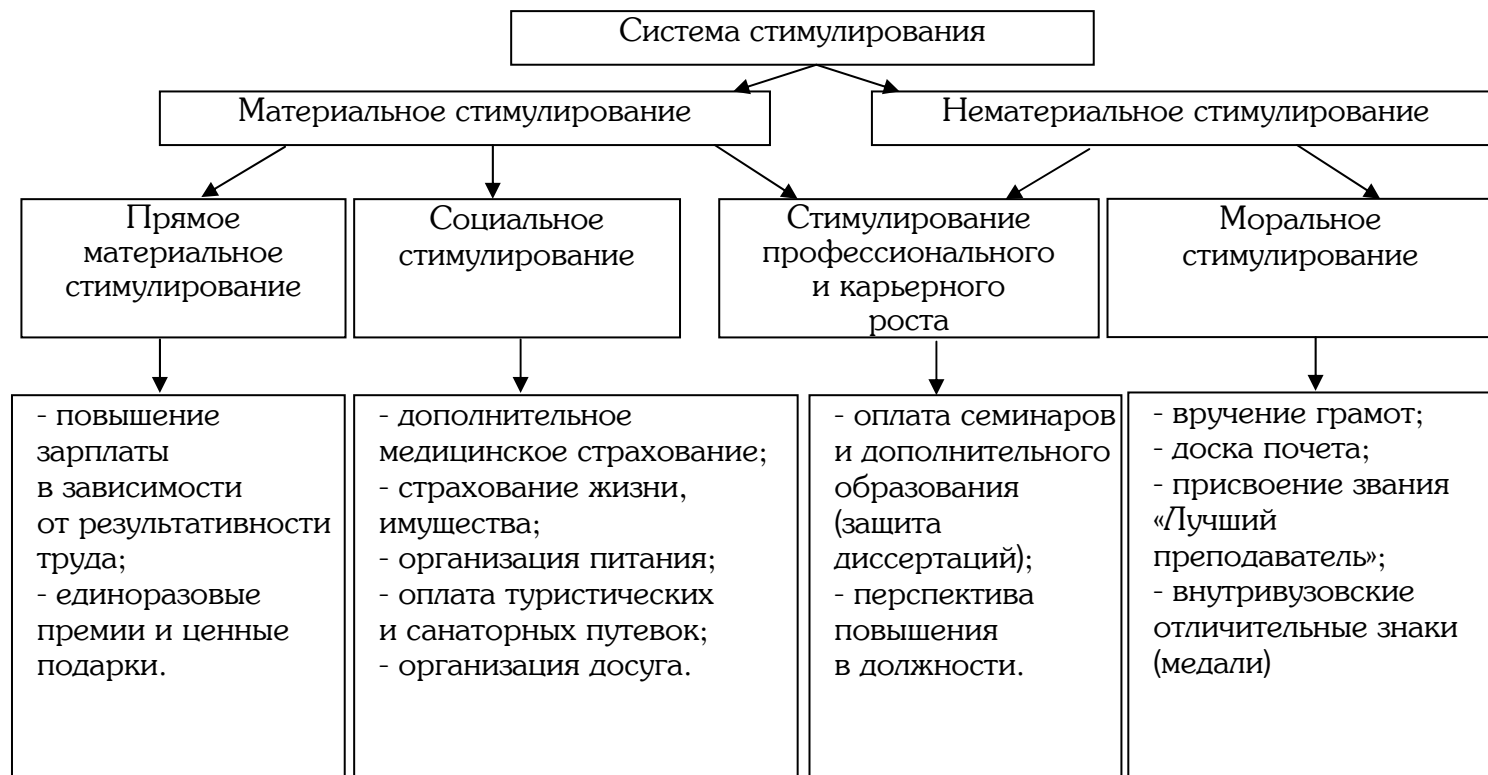 Система стимулирования
Материальное стимулирование
Нематериальное стимулирование
Прямое
материальное
стимулирование
Социальное
стимулирование
Стимулирование
профессионального
и карьерного
роста
Моральное
стимулирование
- повышение
зарплаты
в зависимости
от результативности
труда;
- единоразовые
премии и ценные
подарки.
- дополнительное
медицинское страхование;
- страхование жизни,
имущества;
- организация питания;
- оплата туристических
и санаторных путевок;
- организация досуга.
- оплата семинаров
и дополнительного
образования
(защита
диссертаций);
- перспектива
повышения
в должности.
- вручение грамот;
- доска почета;
- присвоение звания
«Лучший
преподаватель»;
- внутривузовские
отличительные знаки
(медали)